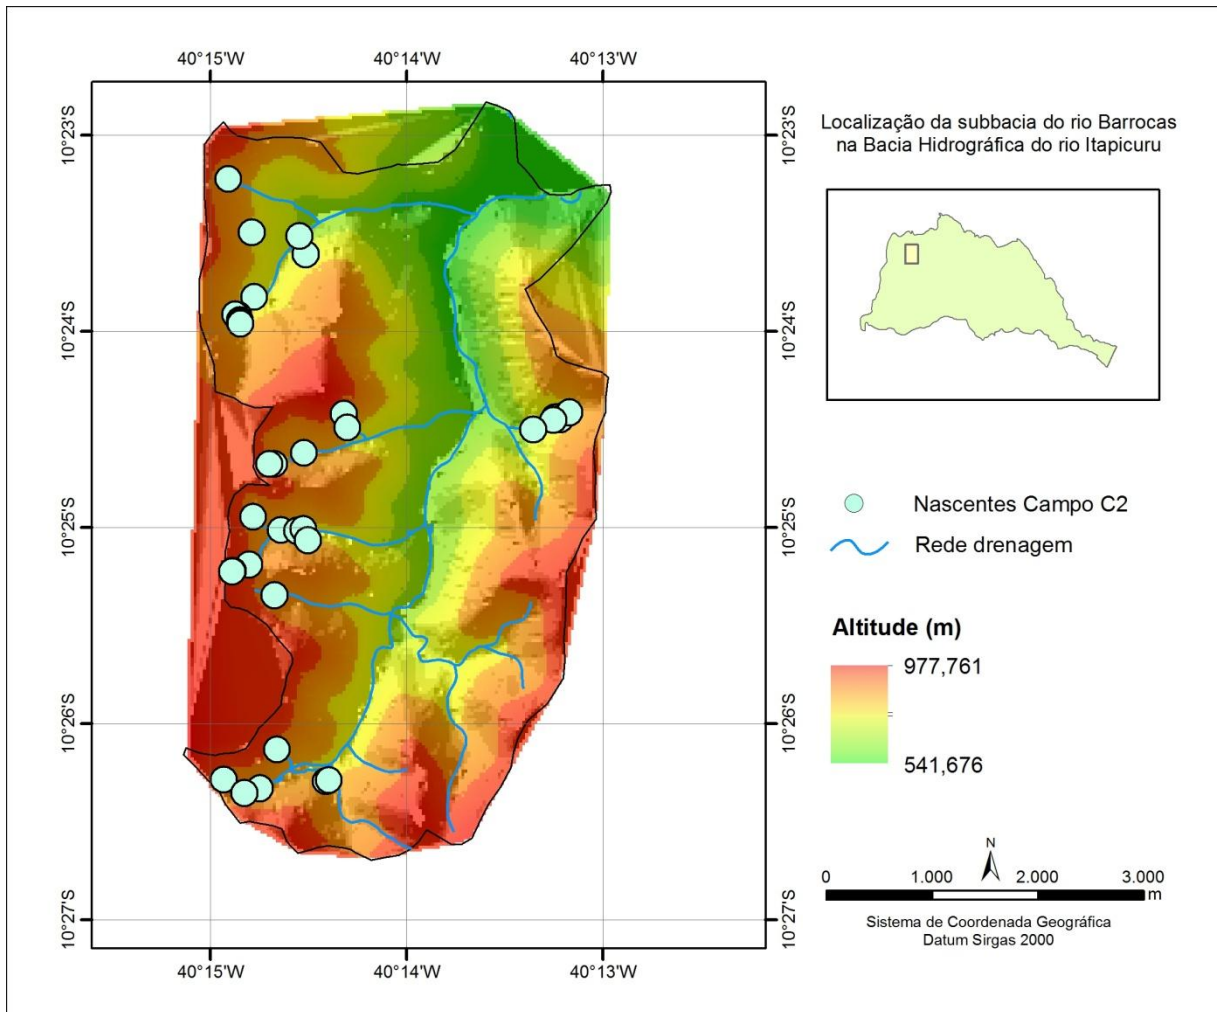 40°15'W 40°14'W 40°13'W
10°23'S 10°23'S
10°24'S 10°24'S
10°25'S 10°25'S
10°26'S 10°26'S
10°27'S 10°27'S
40°15'W 40°14'W 40°13'W
Localização da subbacia do rio Barrocas
na Bacia Hidrográfica do rio Itapicuru
Nascentes Campo C2
Rede drenagem
Altitude (m)
977,761
541,676
N
0 1.000 2.000 3.000
m
Sistema de Coordenada Geográfica
Datum Sirgas 2000